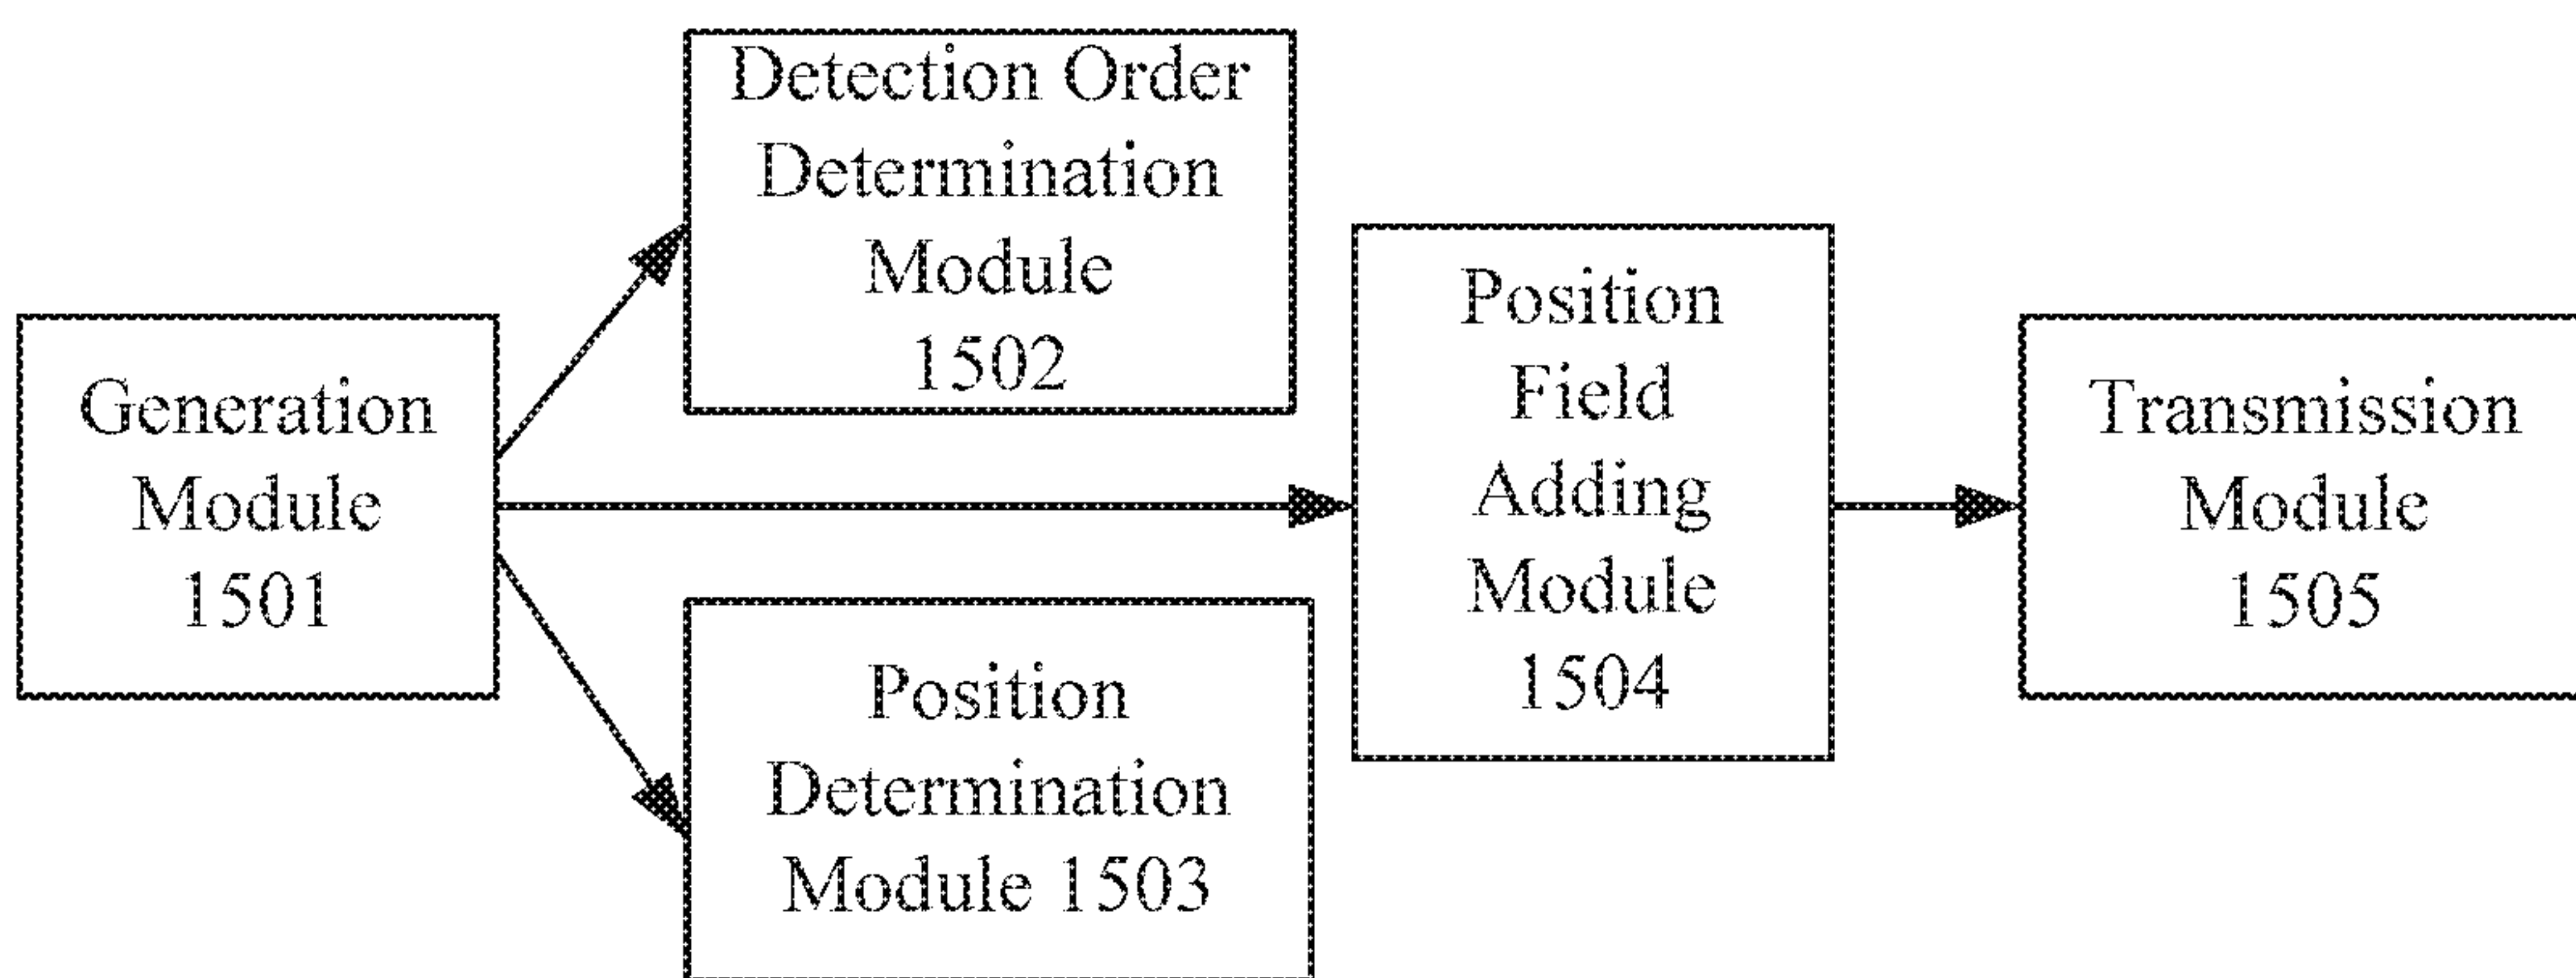 Generation
Module
1501
Detection Order
Determination
Module
1502
Position
Determination
Module 1503
Position
Field
Adding
Module
1504
Transmission
Module
1505